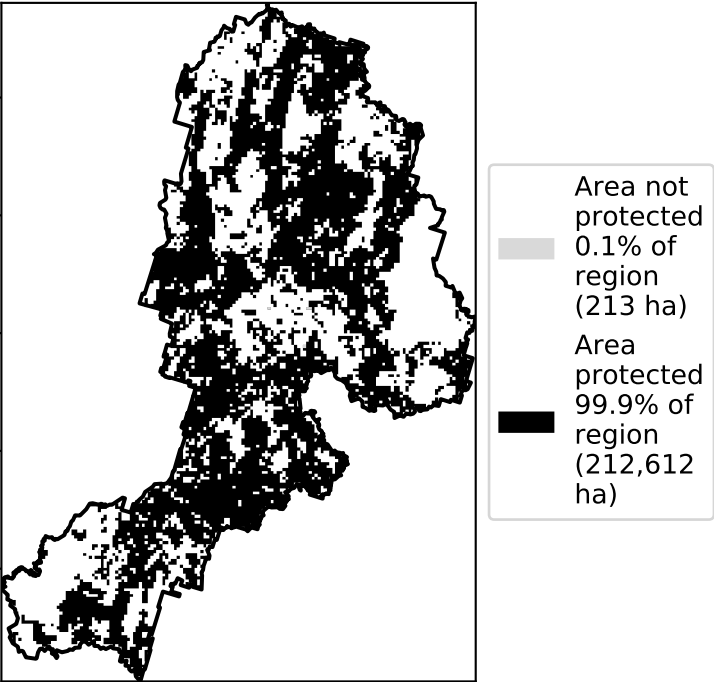 Area not
protected
0.1% of
region
(213 ha)
Area
protected
99.9% of
region
(212,612
ha)